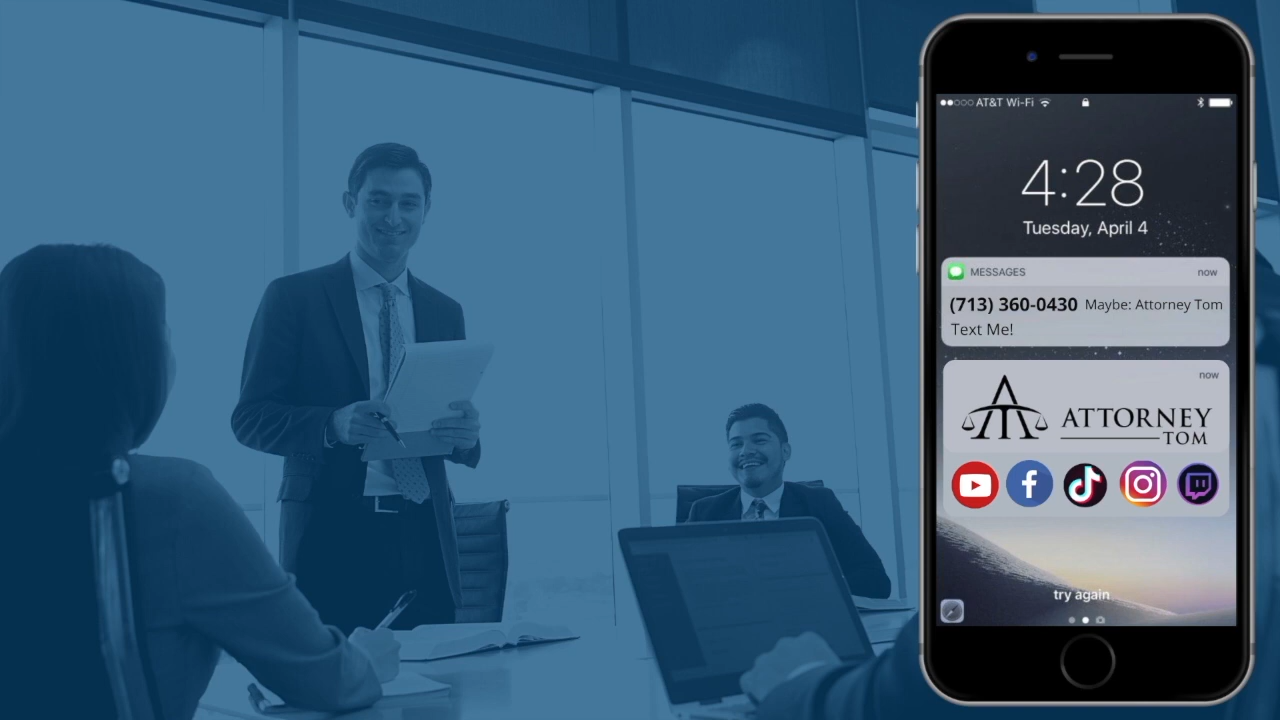 AT&T Wi-Fi
4:28
Tuesday, April 4
MESSAGES now
(713) 360-0430 Maybe: Attorney Tom
Text Me!
now
ATTORNEY
TOM
try again